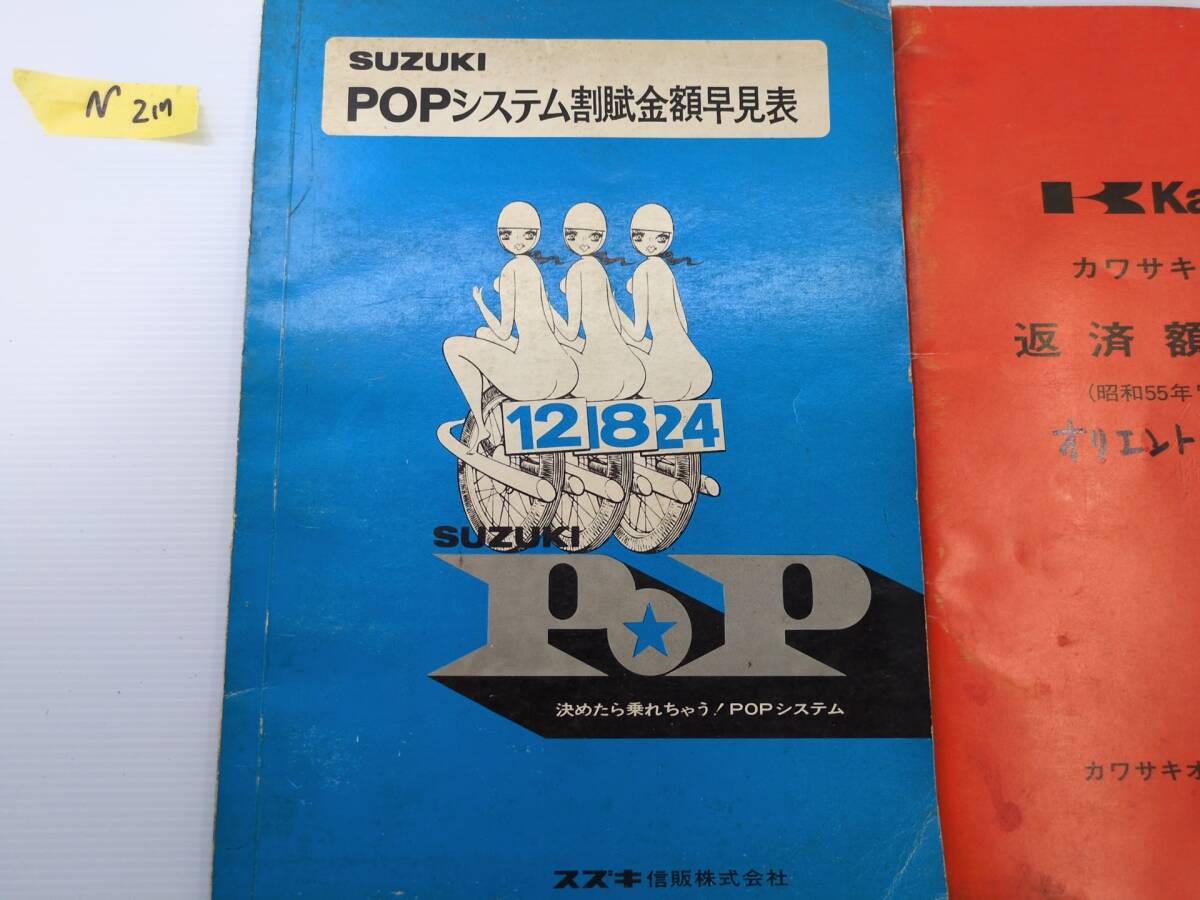 N 217
SUZUKI
POPシステム割賦金額早見表
12 18 24
SUZUKI
POP
決めたら乗れちゃう!POPシステム
スズキ信販株式会社
Ka
カワサキ
返済額
(昭和55年
オリエント
カワサキオ